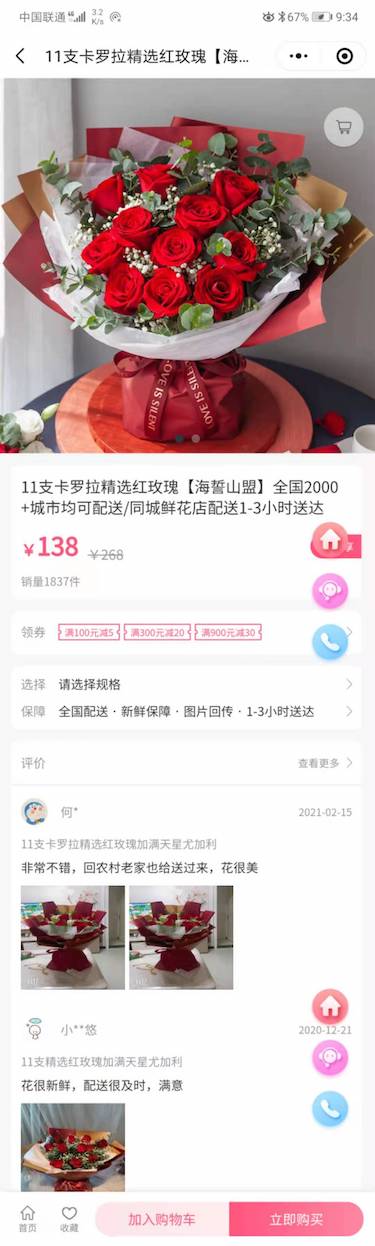 中国联通 3.2 K/s 67% 9:34
11支卡罗拉精选红玫瑰【海...
LOVE IS SILENT
11支卡罗拉精选红玫瑰【海誓山盟】全国2000
+城市均可配送/同城鲜花店配送1-3小时送达
¥138 ¥268
销量1837件
领券 满100元减5 满300元减20 满900元减30
选择 请选择规格
保障 全国配送 · 新鲜保障 · 图片回传 · 1-3小时送达
评价 查看更多
何* 2021-02-15
11支卡罗拉精选红玫瑰加满天星尤加利
非常不错，回农村老家也给送过来，花很美
小**悠 2020-12-21
11支精选红玫瑰加满天星尤加利
花很新鲜，配送很及时，满意
首页 收藏 加入购物车 立即购买